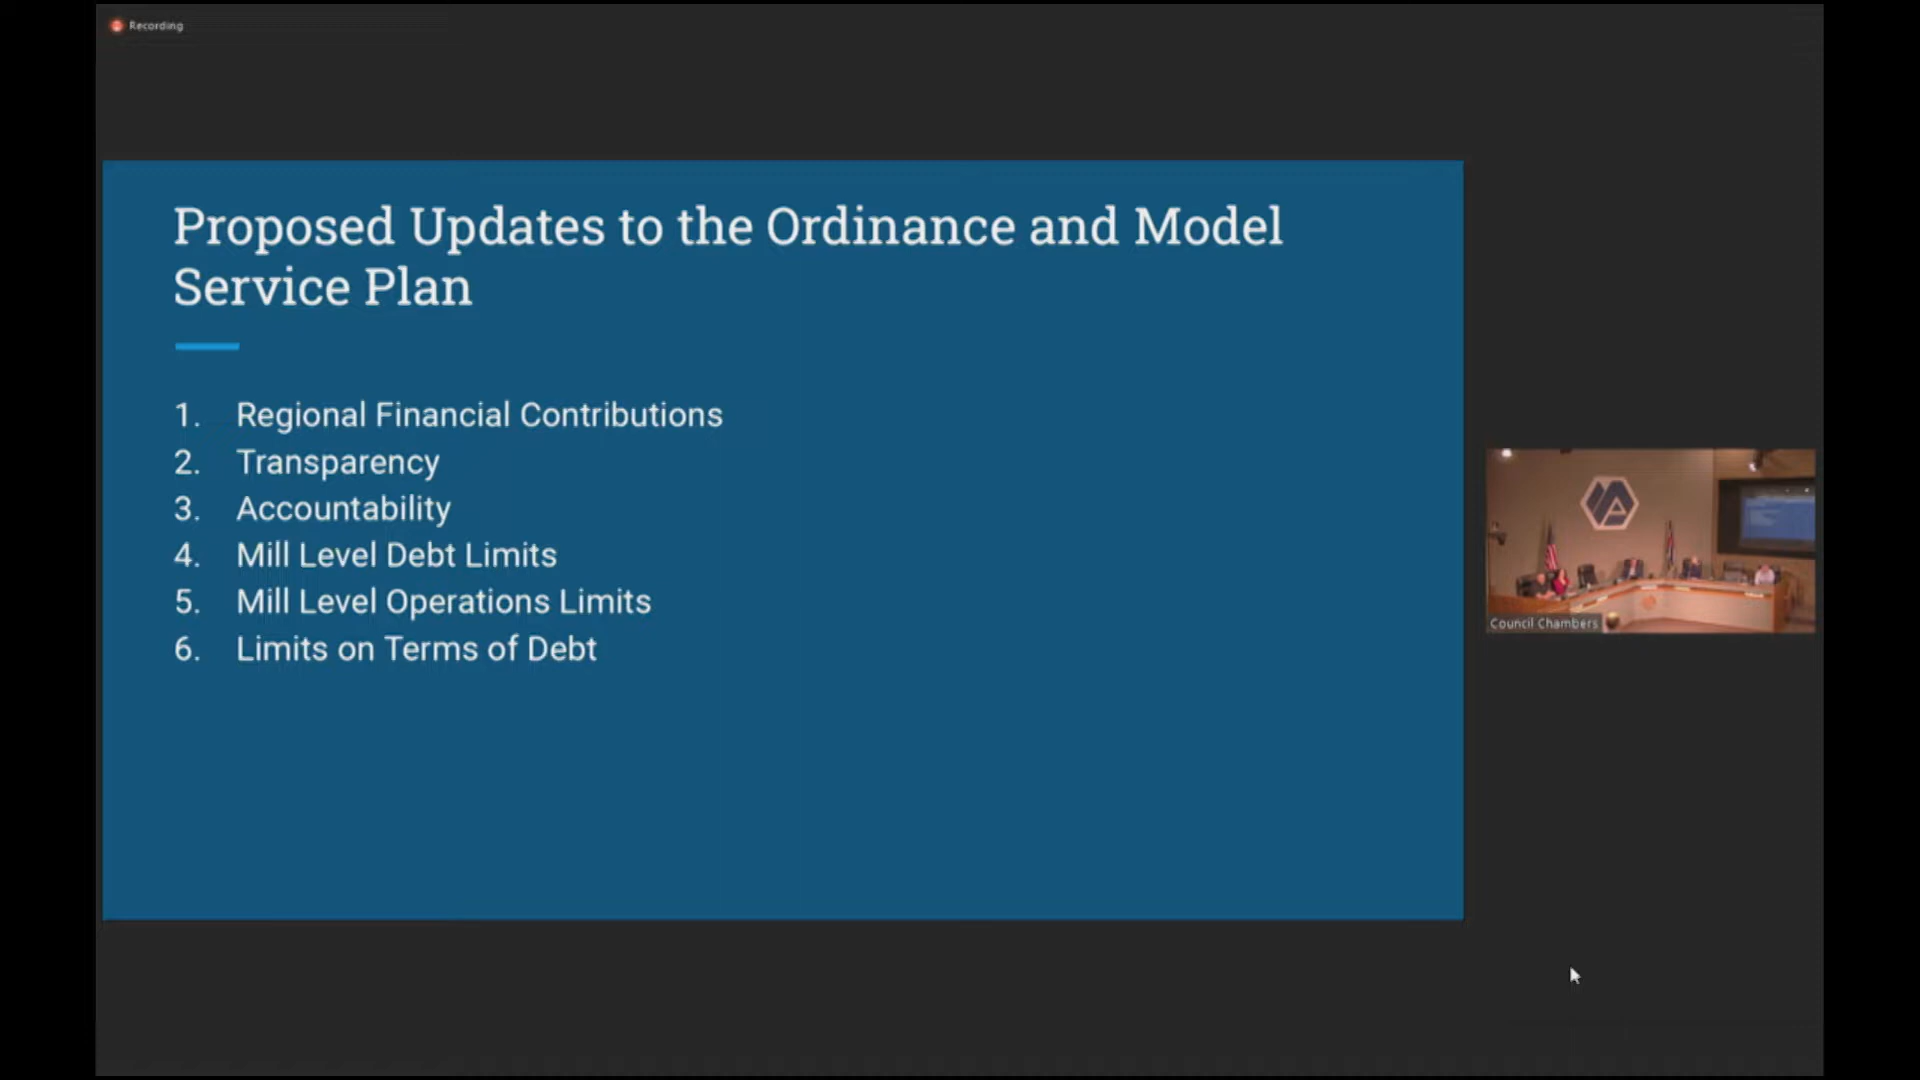 Recording
Proposed Updates to the Ordinance and Model
Service Plan
1. Regional Financial Contributions
2. Transparency
3. Accountability
4. Mill Level Debt Limits
5. Mill Level Operations Limits
6. Limits on Terms of Debt
Council Chambers